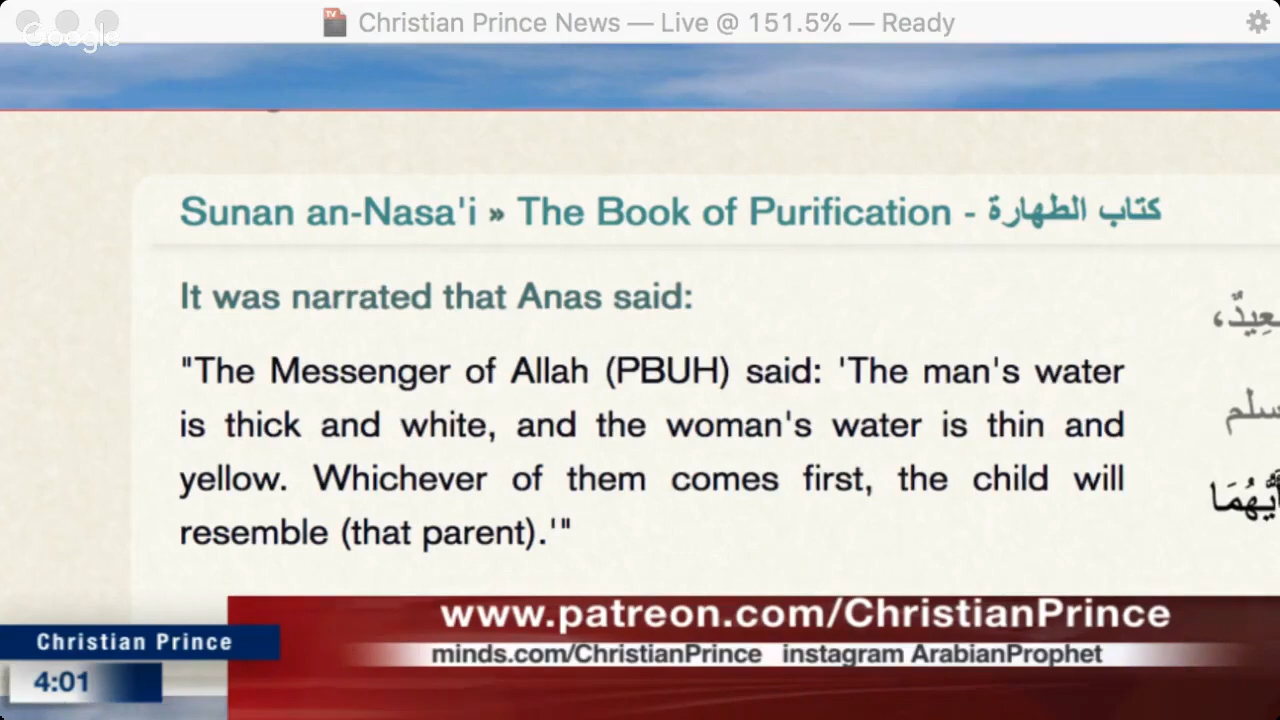 Christian Prince News — Live @ 151.5% — Ready
Google
Sunan an-Nasa'i » The Book of Purification - كتاب الطهارة
It was narrated that Anas said:
"The Messenger of Allah (PBUH) said: 'The man's water
is thick and white, and the woman's water is thin and
yellow. Whichever of them comes first, the child will
resemble (that parent).'"
www.patreon.com/ChristianPrince
Christian Prince
minds.com/ChristianPrince instagram ArabianProphet
4:01